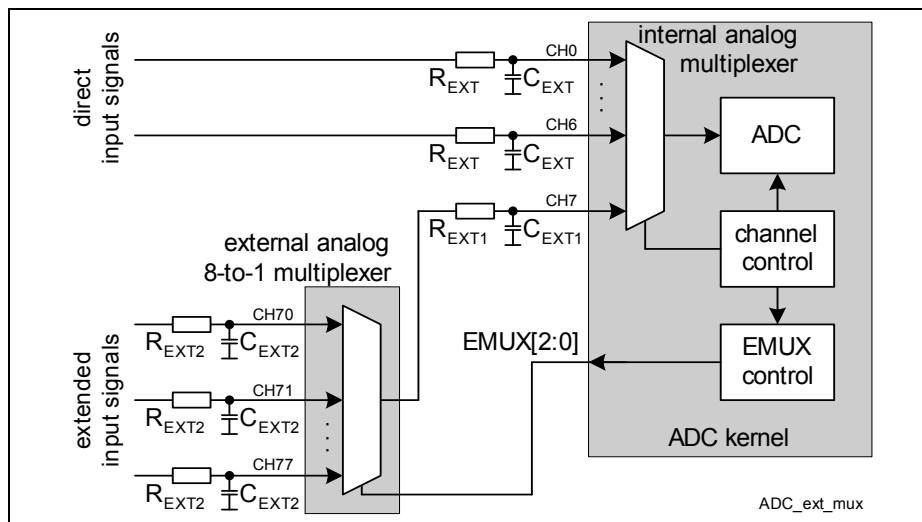 direct
input signals
R_EXT
C_EXT
CH0
R_EXT
C_EXT
CH6
R_EXT1
C_EXT1
CH7
internal analog
multiplexer
ADC
channel
control
EMUX
control
ADC kernel
EMUX[2:0]
external analog
8-to-1 multiplexer
extended
input signals
R_EXT2
C_EXT2
CH70
R_EXT2
C_EXT2
CH71
R_EXT2
C_EXT2
CH77
ADC_ext_mux